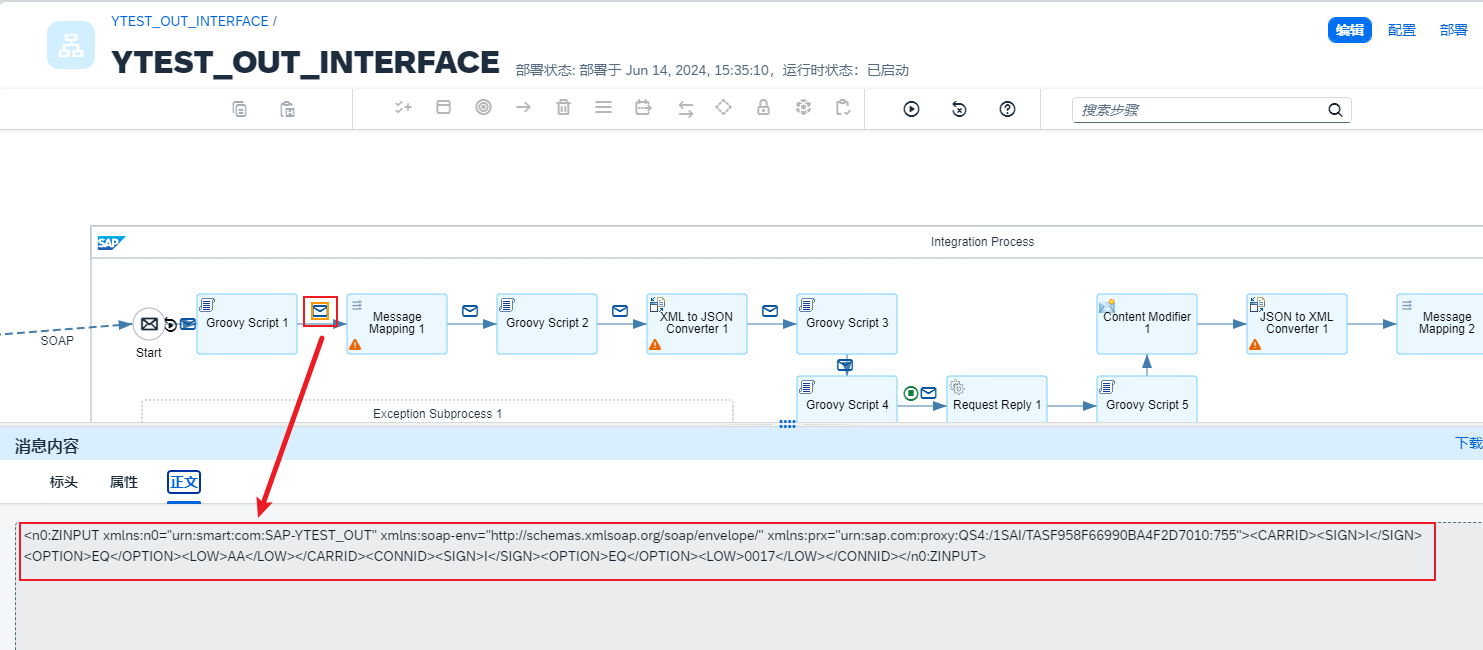 YTEST_OUT_INTERFACE /
YTEST_OUT_INTERFACE
部署状态: 部署于 Jun 14, 2024, 15:35:10，运行时状态：已启动
编辑
配置
部署
搜索步骤
SAP
Integration Process
SOAP
Start
Groovy Script 1
Message
Mapping 1
Groovy Script 2
XML to JSON
Converter 1
Groovy Script 3
Content Modifier
1
JSON to XML
Converter 1
Message
Mapping 2
Groovy Script 4
Request Reply 1
Groovy Script 5
Exception Subprocess 1
消息内容
下载
标头
属性
正文
<n0:ZINPUT xmlns:n0="urn:smart:com:SAP-YTEST_OUT" xmlns:soap-env="http://schemas.xmlsoap.org/soap/envelope/" xmlns:prx="urn:sap.com:proxy:QS4:/1SAI/TASF958F66990BA4F2D7010:755"><CARRID><SIGN>I</SIGN>
<OPTION>EQ</OPTION><LOW>AA</LOW></CARRID><CONNID><SIGN>I</SIGN><OPTION>EQ</OPTION><LOW>0017</LOW></CONNID></n0:ZINPUT>